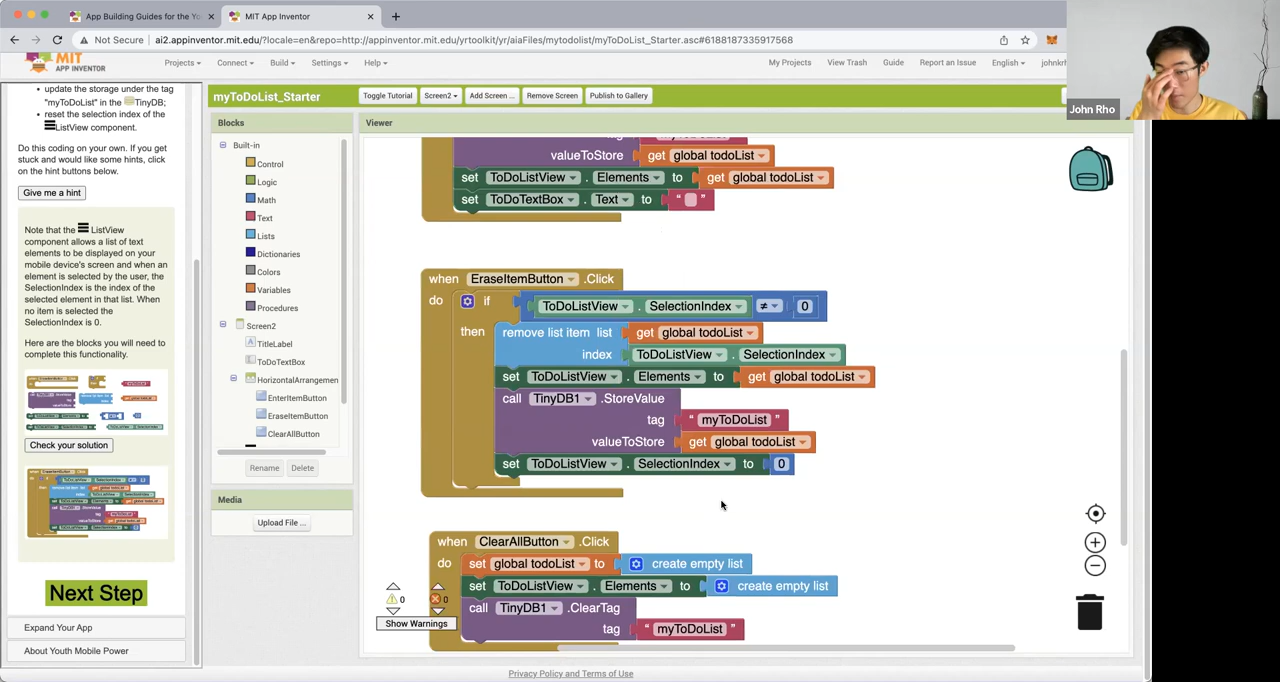 App Building Guides for the Yo
MIT App Inventor
Not Secure
ai2.appinventor.mit.edu/?locale=en&repo=http://appinventor.mit.edu/yrtoolkit/yr/aiaFiles/mytodolist/myToDoList_Starter.asc#6188187335917568
MIT
APP INVENTOR
Projects
Connect
Build
Settings
Help
My Projects
View Trash
Guide
Report an Issue
English
johnkrh
John Rho
update the storage under the tag
"myToDoList" in the TinyDB;
reset the selection index of the
ListView component.
Do this coding on your own. If you get
stuck and would like some hints, click
on the hint buttons below.
Give me a hint
Note that the ListView
component allows a list of text
elements to be displayed on your
mobile device's screen and when an
element is selected by the user, the
SelectionIndex is the index of the
selected element in that list. When
no item is selected the
SelectionIndex is 0.
Here are the blocks you will need to
complete this functionality.
Check your solution
Next Step
Expand Your App
About Youth Mobile Power
myToDoList_Starter
Toggle Tutorial
Screen2
Add Screen ...
Remove Screen
Publish to Gallery
Blocks
Built-in
Control
Logic
Math
Text
Lists
Dictionaries
Colors
Variables
Procedures
Screen2
TitleLabel
ToDoTextBox
HorizontalArrangemen
EnterItemButton
EraseItemButton
ClearAllButton
Rename
Delete
Media
Upload File ...
Viewer
valueToStore get global todoList
set ToDoListView . Elements to get global todoList
set ToDoTextBox . Text to " "
when EraseItemButton .Click
do if ToDoListView . SelectionIndex ≠ 0
then remove list item list get global todoList
index ToDoListView . SelectionIndex
set ToDoListView . Elements to get global todoList
call TinyDB1 .StoreValue
tag " myToDoList "
valueToStore get global todoList
set ToDoListView . SelectionIndex to 0
when ClearAllButton .Click
do set global todoList to create empty list
set ToDoListView . Elements to create empty list
call TinyDB1 .ClearTag
tag " myToDoList "
0 0
Show Warnings
Privacy Policy and Terms of Use